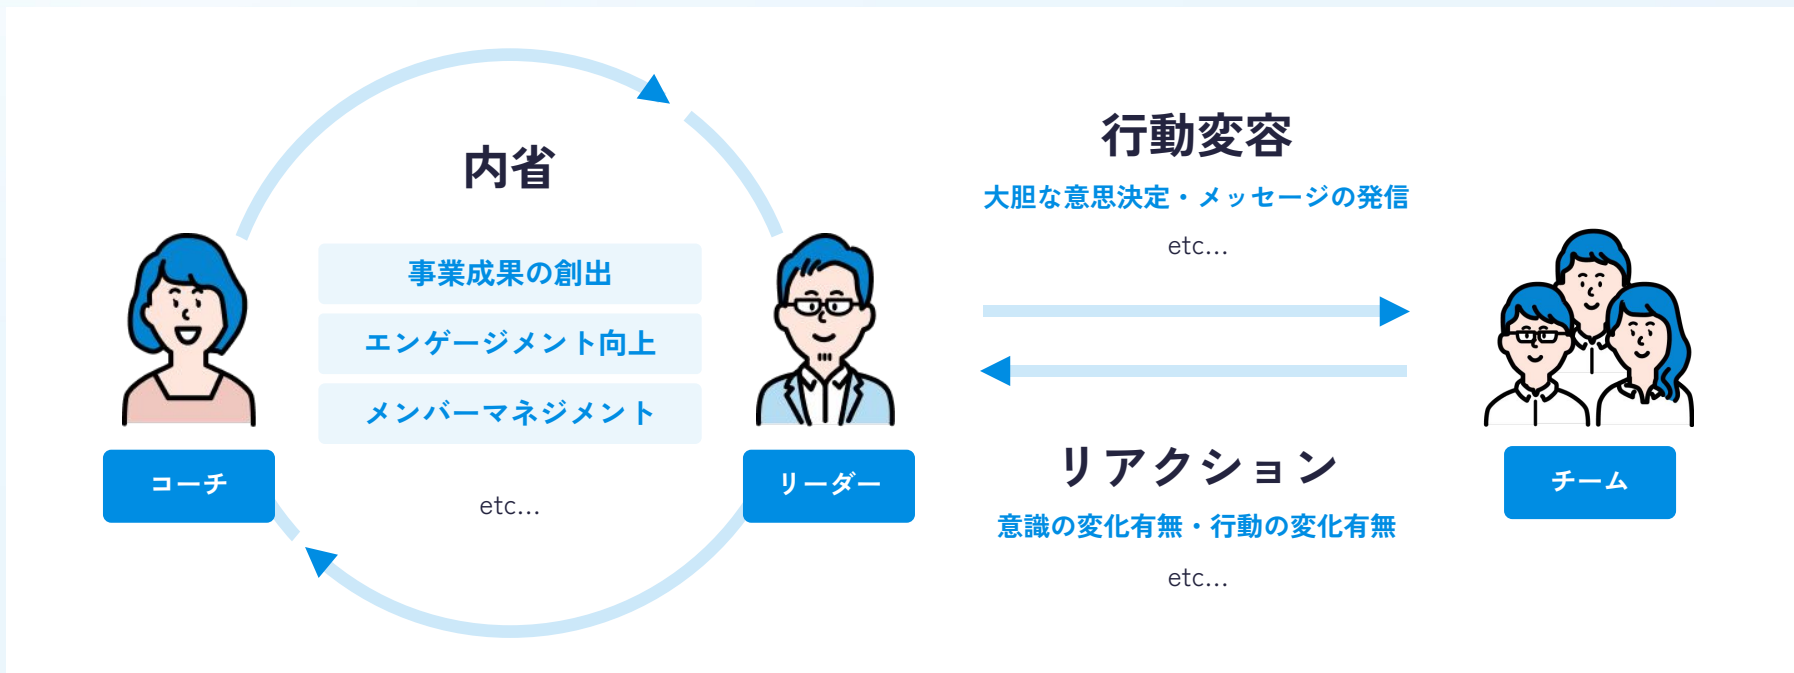 内省
事業成果の創出
エンゲージメント向上
メンバーマネジメント
etc...
コーチ
リーダー
行動変容
大胆な意思決定・メッセージの発信
etc...
リアクション
意識の変化有無・行動の変化有無
etc...
チーム